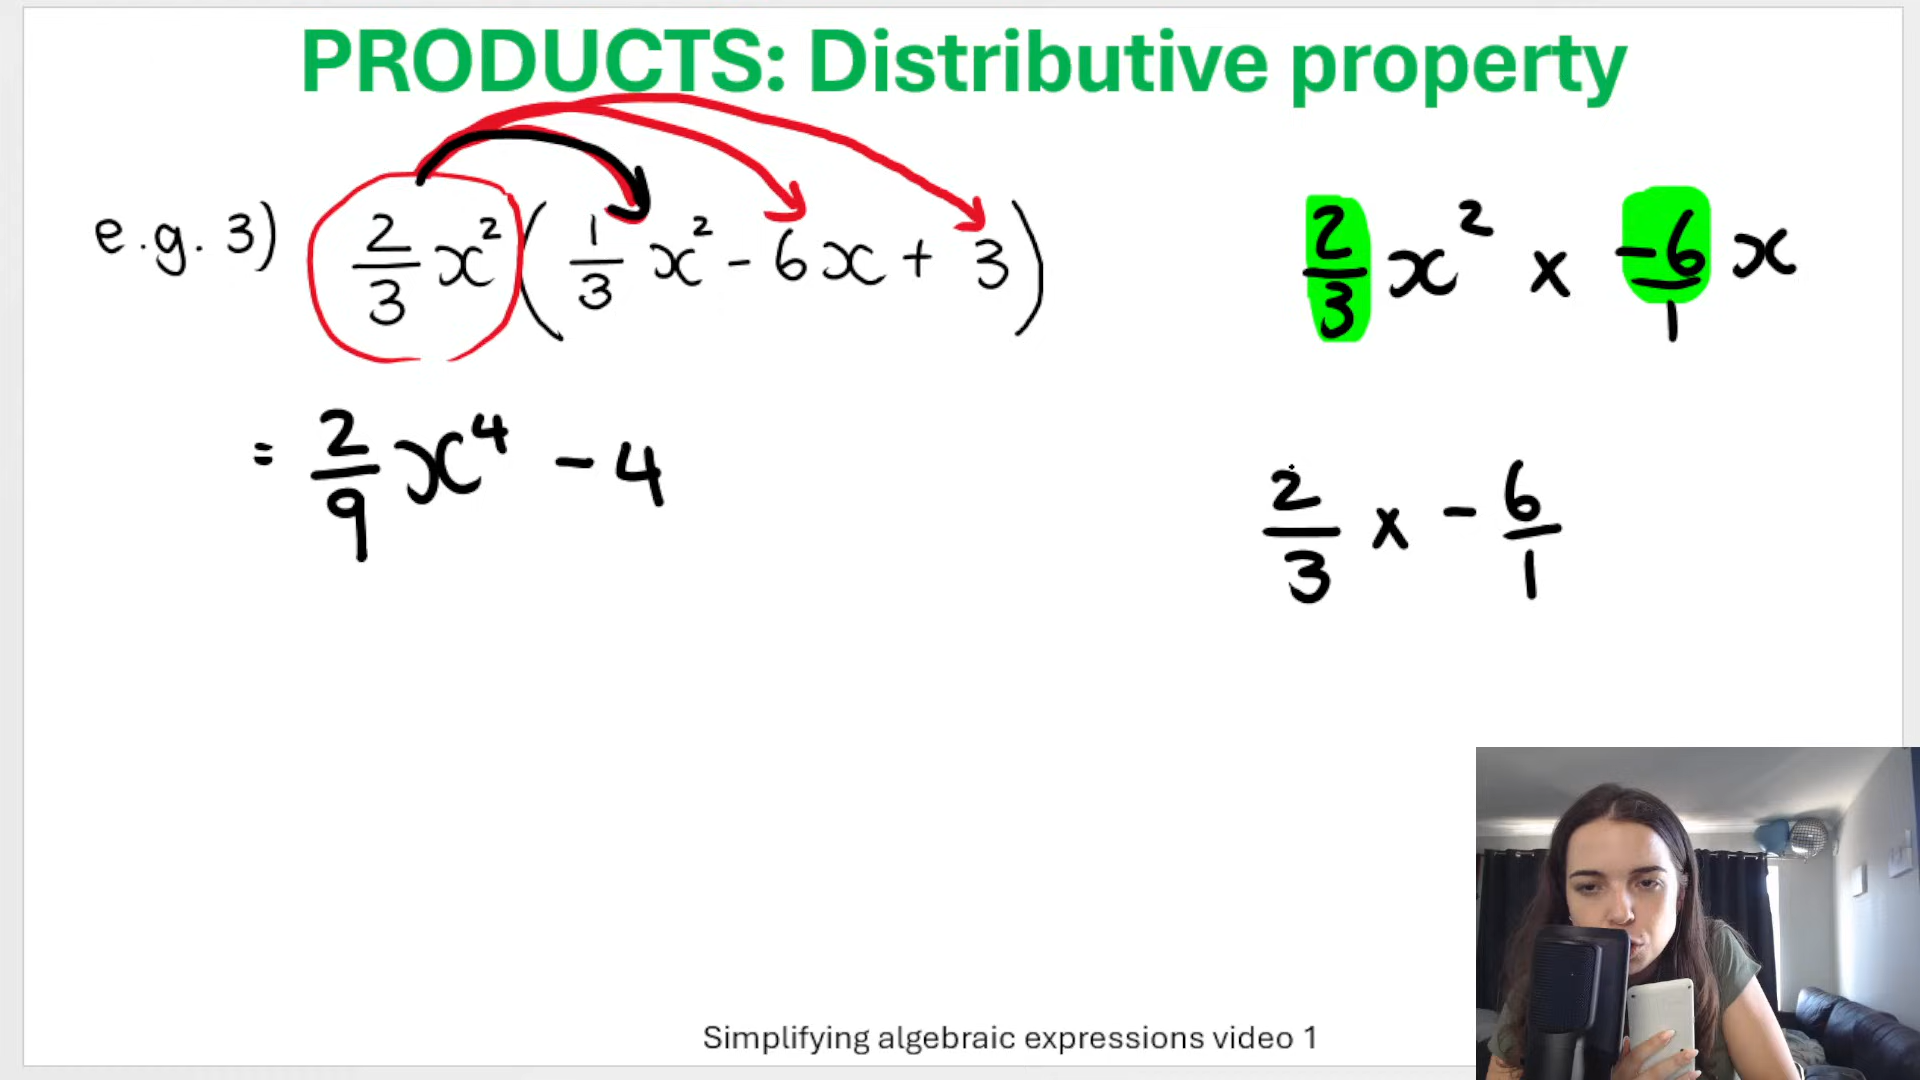 PRODUCTS: Distributive property
e.g. 3) 2/3 x² ( 1/3 x² - 6x + 3 )
2/3 x² x -6/1 x
= 2/9 x⁴ - 4
2/3 x - 6/1
Simplifying algebraic expressions video 1